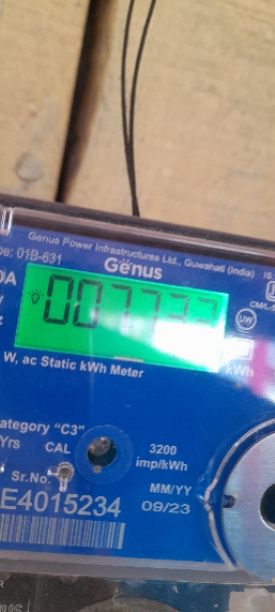 Genus Power Infrastructures Ltd., Guwahati (India)
01B-631
Genus
UW
kWh
W, ac Static kWh Meter
ategory "C3"
Yrs
CAL
3200
imp/kWh
Sr.No.
MM/YY
E4015234
09/23